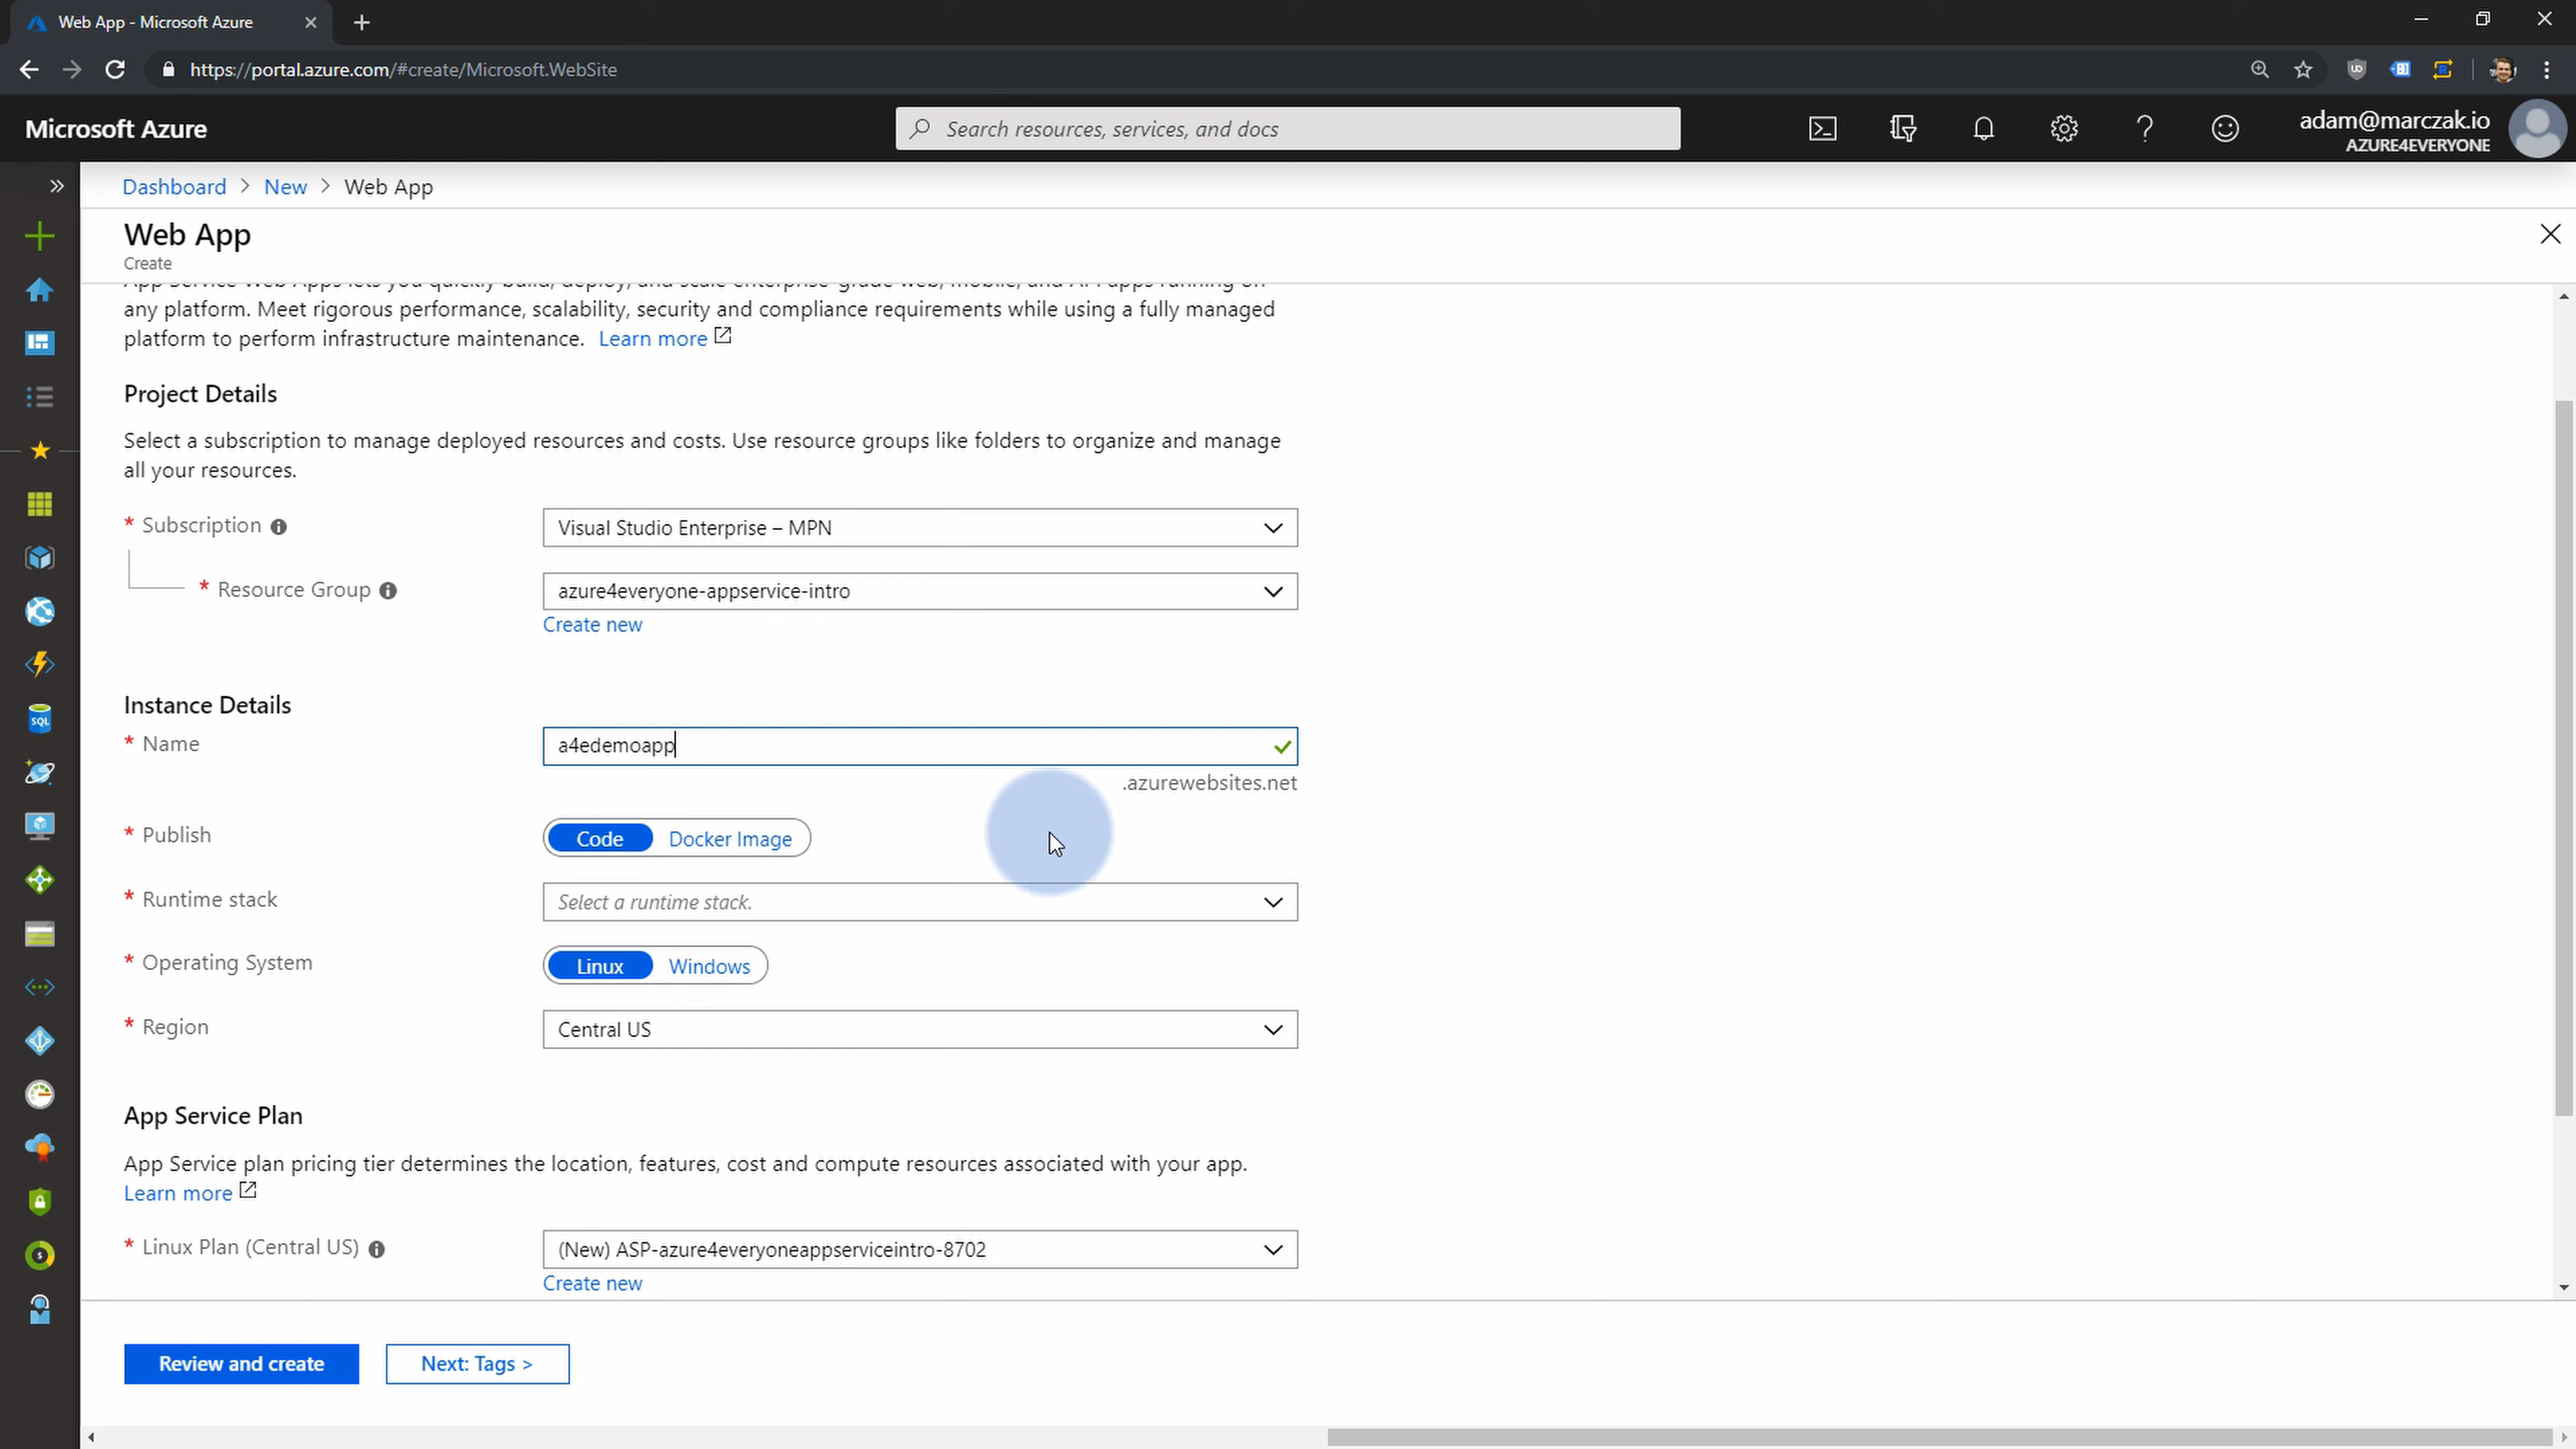 Web App - Microsoft Azure
https://portal.azure.com/#create/Microsoft.WebSite
Microsoft Azure
Search resources, services, and docs
adam@marczak.io
AZURE4EVERYONE
Dashboard > New > Web App
Web App
Create
App Service Web Apps lets you quickly build, deploy, and scale enterprise-grade web, mobile, and API apps running on
any platform. Meet rigorous performance, scalability, security and compliance requirements while using a fully managed
platform to perform infrastructure maintenance. Learn more
Project Details
Select a subscription to manage deployed resources and costs. Use resource groups like folders to organize and manage
all your resources.
* Subscription
Visual Studio Enterprise – MPN
* Resource Group
azure4everyone-appservice-intro
Create new
Instance Details
* Name
a4edemoapp
.azurewebsites.net
* Publish
Code Docker Image
* Runtime stack
Select a runtime stack.
* Operating System
Linux Windows
* Region
Central US
App Service Plan
App Service plan pricing tier determines the location, features, cost and compute resources associated with your app.
Learn more
* Linux Plan (Central US)
(New) ASP-azure4everyoneappserviceintro-8702
Create new
Review and create
Next: Tags >